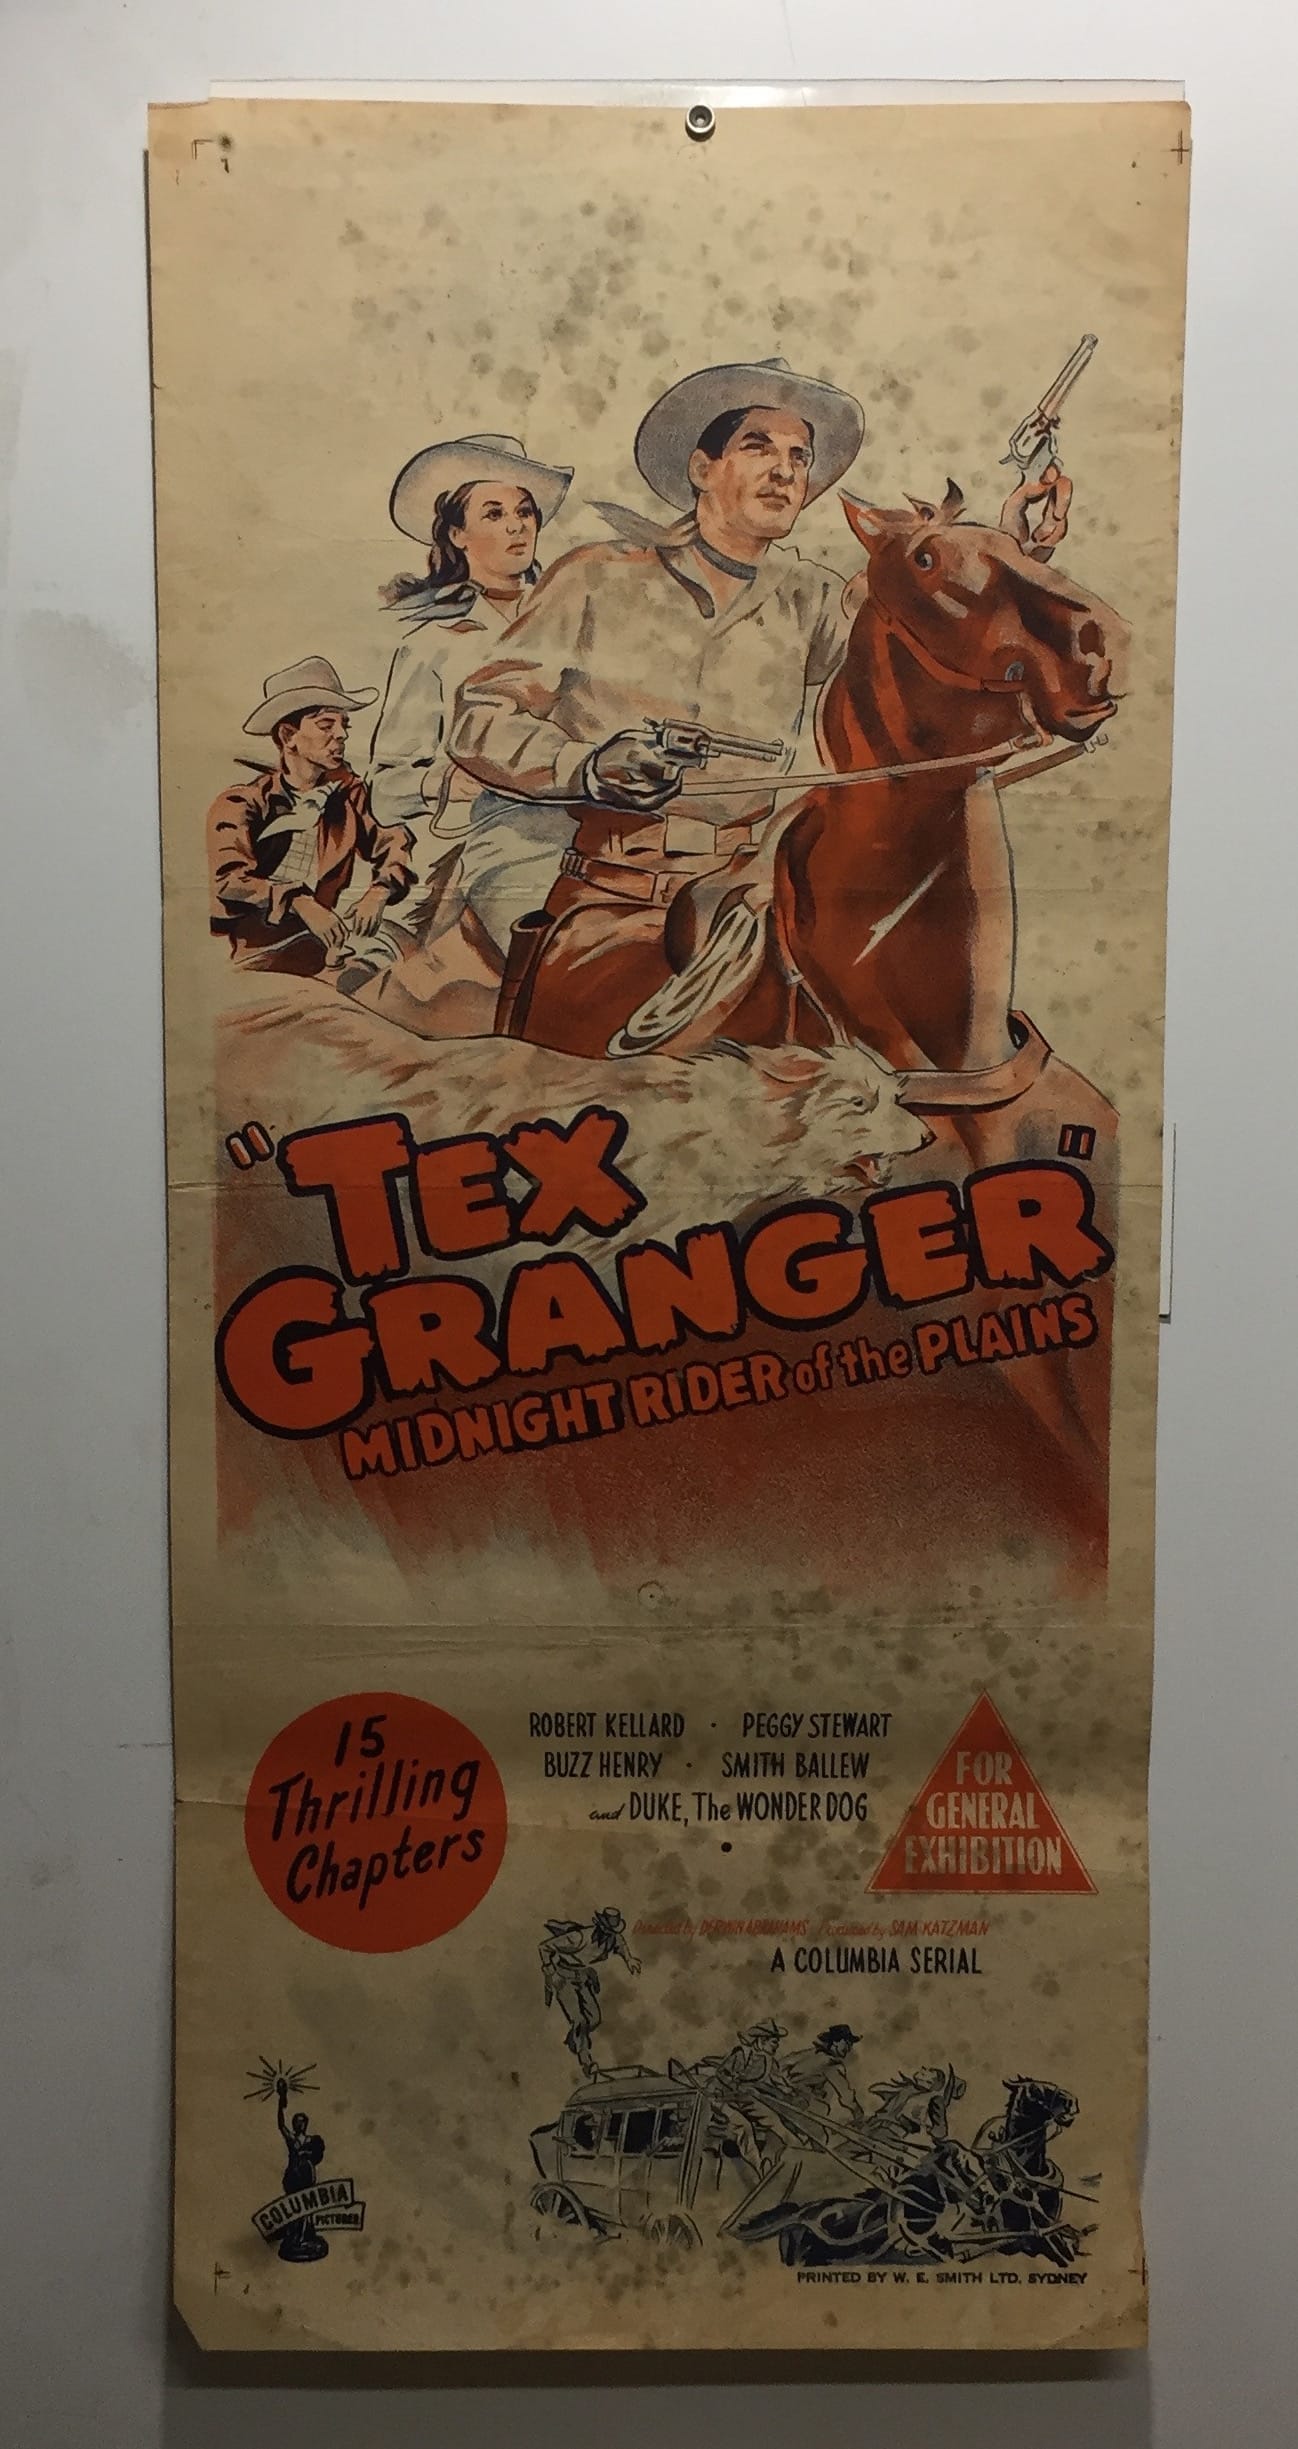 "TEX
GRANGER"
MIDNIGHT RIDER of the PLAINS
15
Thrilling
Chapters
ROBERT KELLARD · PEGGY STEWART
BUZZ HENRY · SMITH BALLEW
and DUKE, The WONDER DOG
FOR
GENERAL
EXHIBITION
Directed by DERWIN ABRAHAMS Produced by SAM KATZMAN
A COLUMBIA SERIAL
COLUMBIA
PICTURES
PRINTED BY W. E. SMITH LTD. SYDNEY